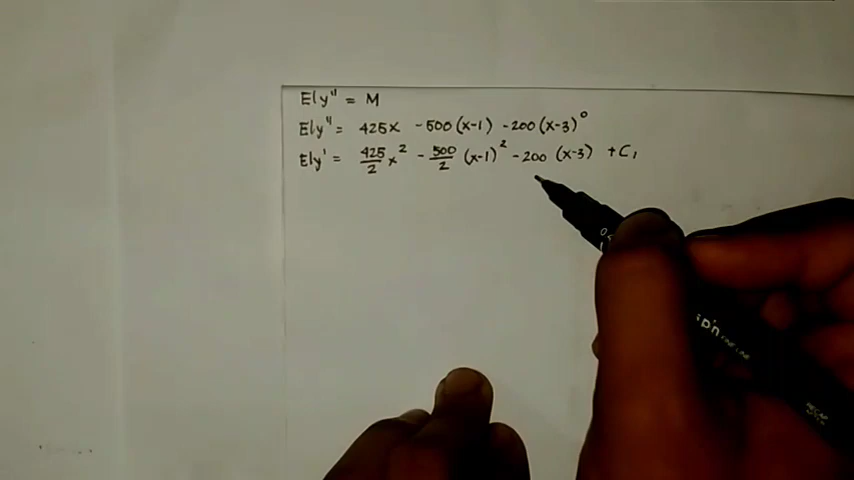 EIy" = M
EIy" = 425x - 500(x-1) - 200(x-3)⁰
EIy' = 425/2 x² - 500/2 (x-1)² - 200 (x-3) + C₁